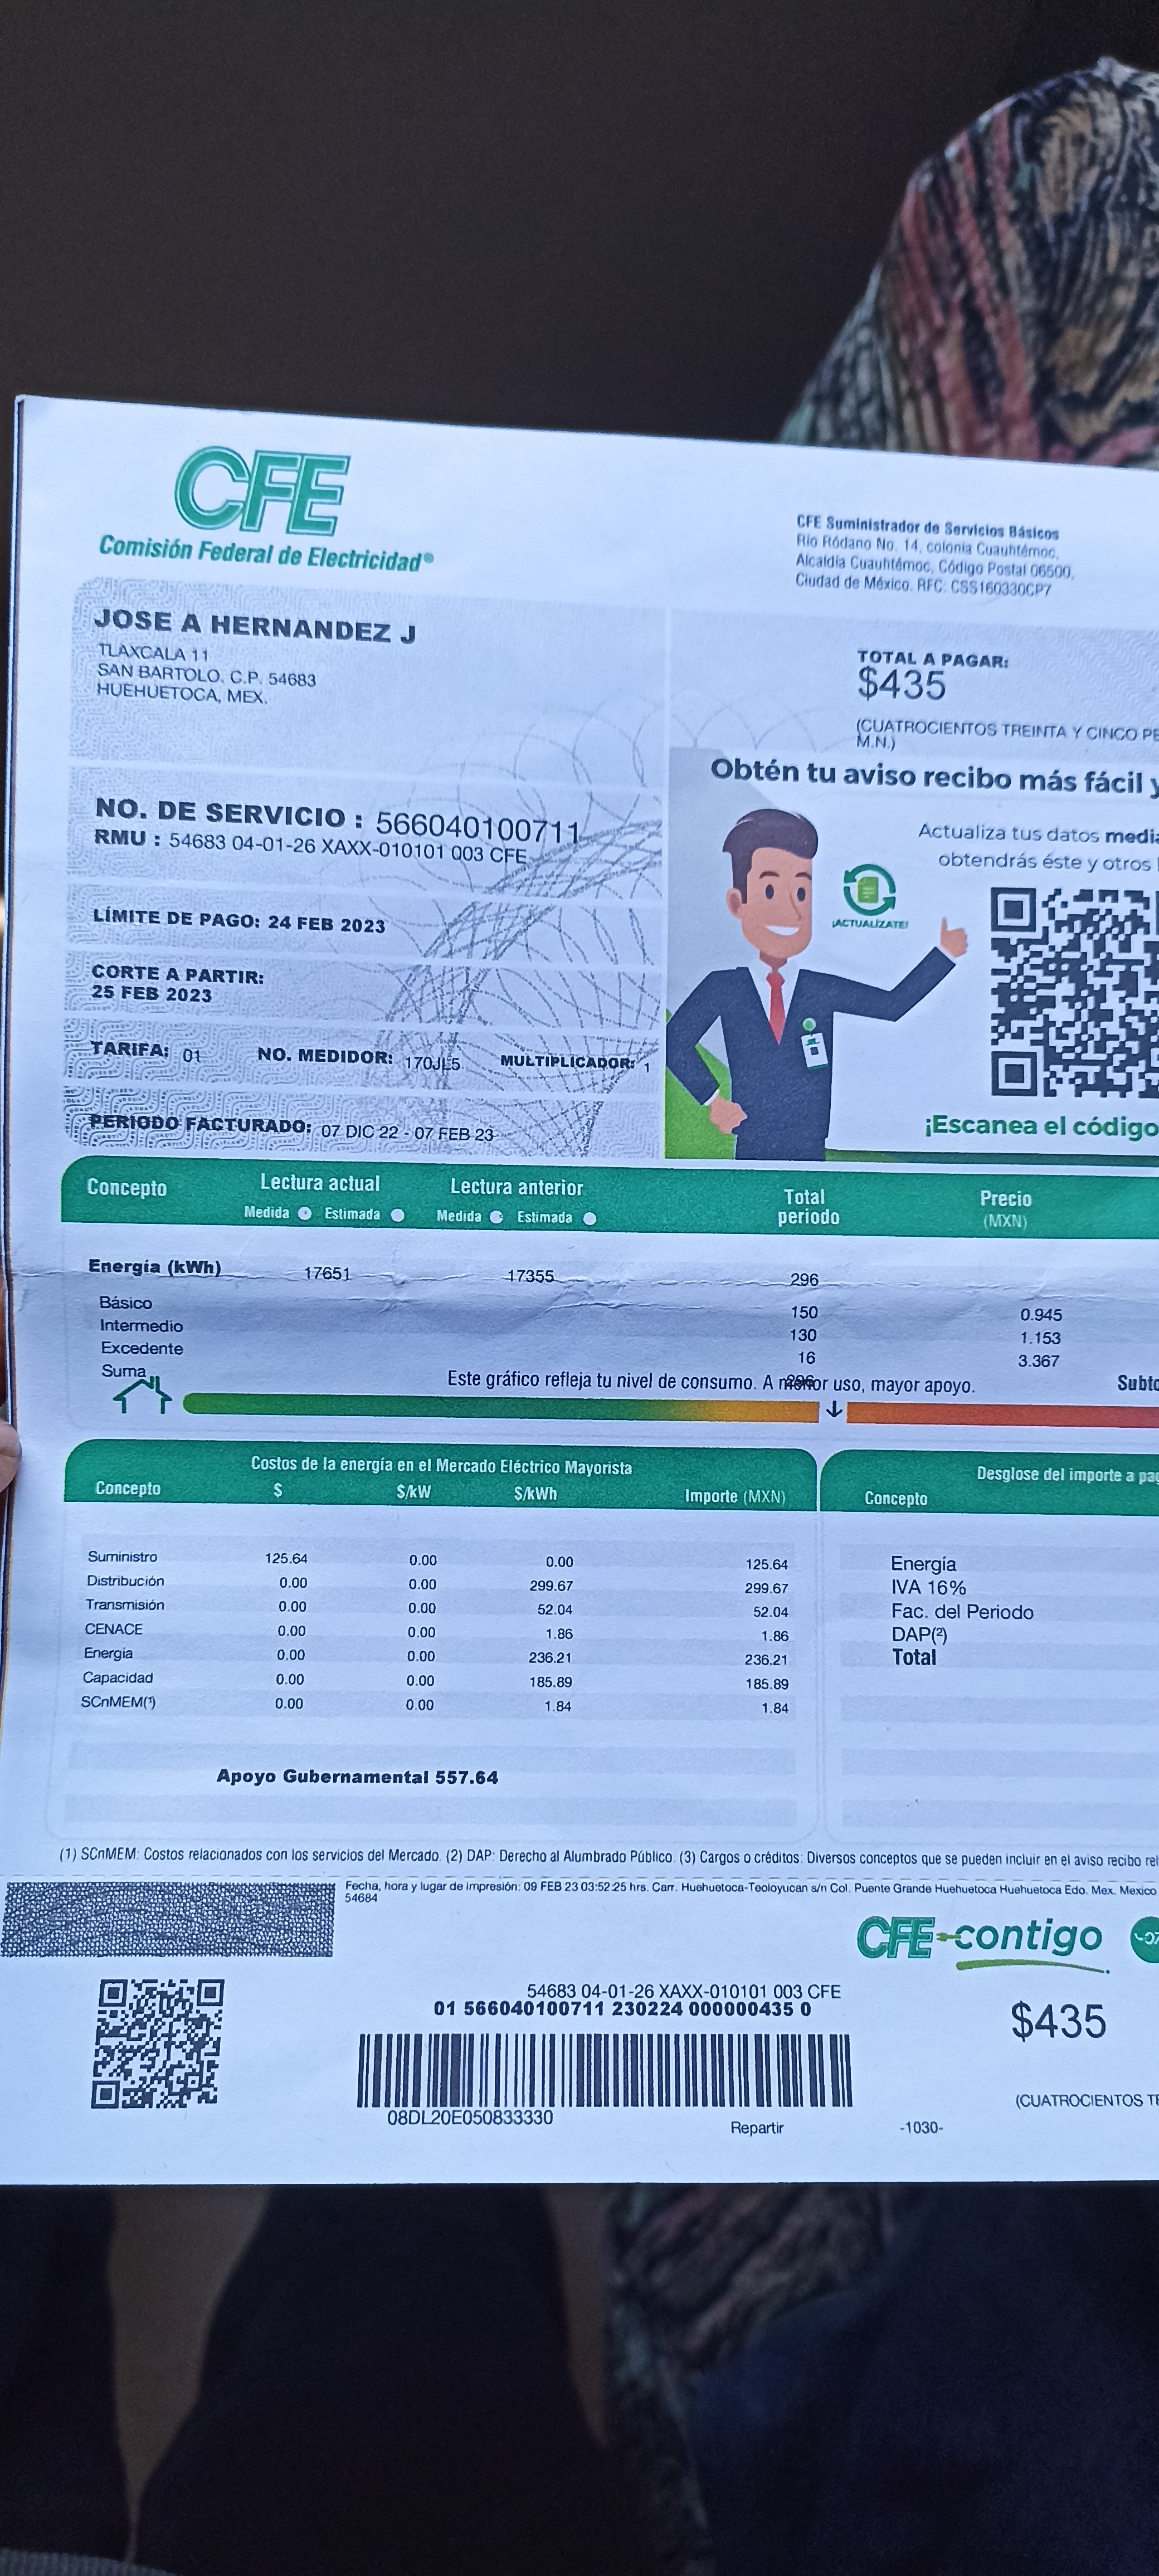 CFE
Comisión Federal de Electricidad®
CFE Suministrador de Servicios Básicos
Río Ródano No. 14, colonia Cuauhtémoc,
Alcaldía Cuauhtémoc, Código Postal 06500,
Ciudad de México. RFC: CSS160330CP7
JOSE A HERNANDEZ J
TLAXCALA 11
SAN BARTOLO. C.P. 54683
HUEHUETOCA, MEX.
TOTAL A PAGAR:
$435
(CUATROCIENTOS TREINTA Y CINCO PE
M.N.)
NO. DE SERVICIO : 566040100711
RMU : 54683 04-01-26 XAXX-010101 003 CFE
LÍMITE DE PAGO: 24 FEB 2023
CORTE A PARTIR:
25 FEB 2023
TARIFA: 01 NO. MEDIDOR: 170JL5 MULTIPLICADOR: 1
PERIODO FACTURADO: 07 DIC 22 - 07 FEB 23
Obtén tu aviso recibo más fácil y
Actualiza tus datos media
obtendrás éste y otros
¡ACTUALÍZATE!
¡Escanea el código
Concepto Lectura actual Lectura anterior Total periodo Precio (MXN)
Medida Estimada Medida Estimada
Energía (kWh) 17651 17355 296
Básico 150 0.945
Intermedio 130 1.153
Excedente 16 3.367
Suma 296 Subto
Este gráfico refleja tu nivel de consumo. A menor uso, mayor apoyo.
Costos de la energía en el Mercado Eléctrico Mayorista
Concepto $ $/kW $/kWh Importe (MXN)
Suministro 125.64 0.00 0.00 125.64
Distribución 0.00 0.00 299.67 299.67
Transmisión 0.00 0.00 52.04 52.04
CENACE 0.00 0.00 1.86 1.86
Energía 0.00 0.00 236.21 236.21
Capacidad 0.00 0.00 185.89 185.89
SCnMEM(¹) 0.00 0.00 1.84 1.84
Apoyo Gubernamental 557.64
Desglose del importe a pag
Concepto
Energía
IVA 16%
Fac. del Periodo
DAP(²)
Total
(1) SCnMEM: Costos relacionados con los servicios del Mercado. (2) DAP: Derecho al Alumbrado Público. (3) Cargos o créditos: Diversos conceptos que se pueden incluir en el aviso recibo rel
Fecha, hora y lugar de impresión: 09 FEB 23 03:52:25 hrs. Carr. Huehuetoca-Teoloyucan s/n Col. Puente Grande Huehuetoca Huehuetoca Edo. Mex. Mexico
54684
CFE contigo
54683 04-01-26 XAXX-010101 003 CFE
01 566040100711 230224 000000435 0
$435
08DL20E050833330
(CUATROCIENTOS TR
Repartir -1030-